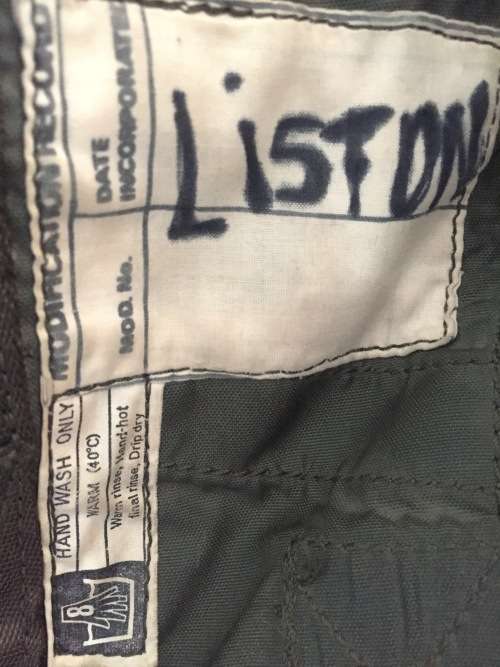 MODIFICATION RECORD
MOD. No.
DATE
INCORPORATED
LiSTON
HAND WASH ONLY
WARM (40°C)
Warm rinse, Hand-hot
final rinse. Drip dry
8